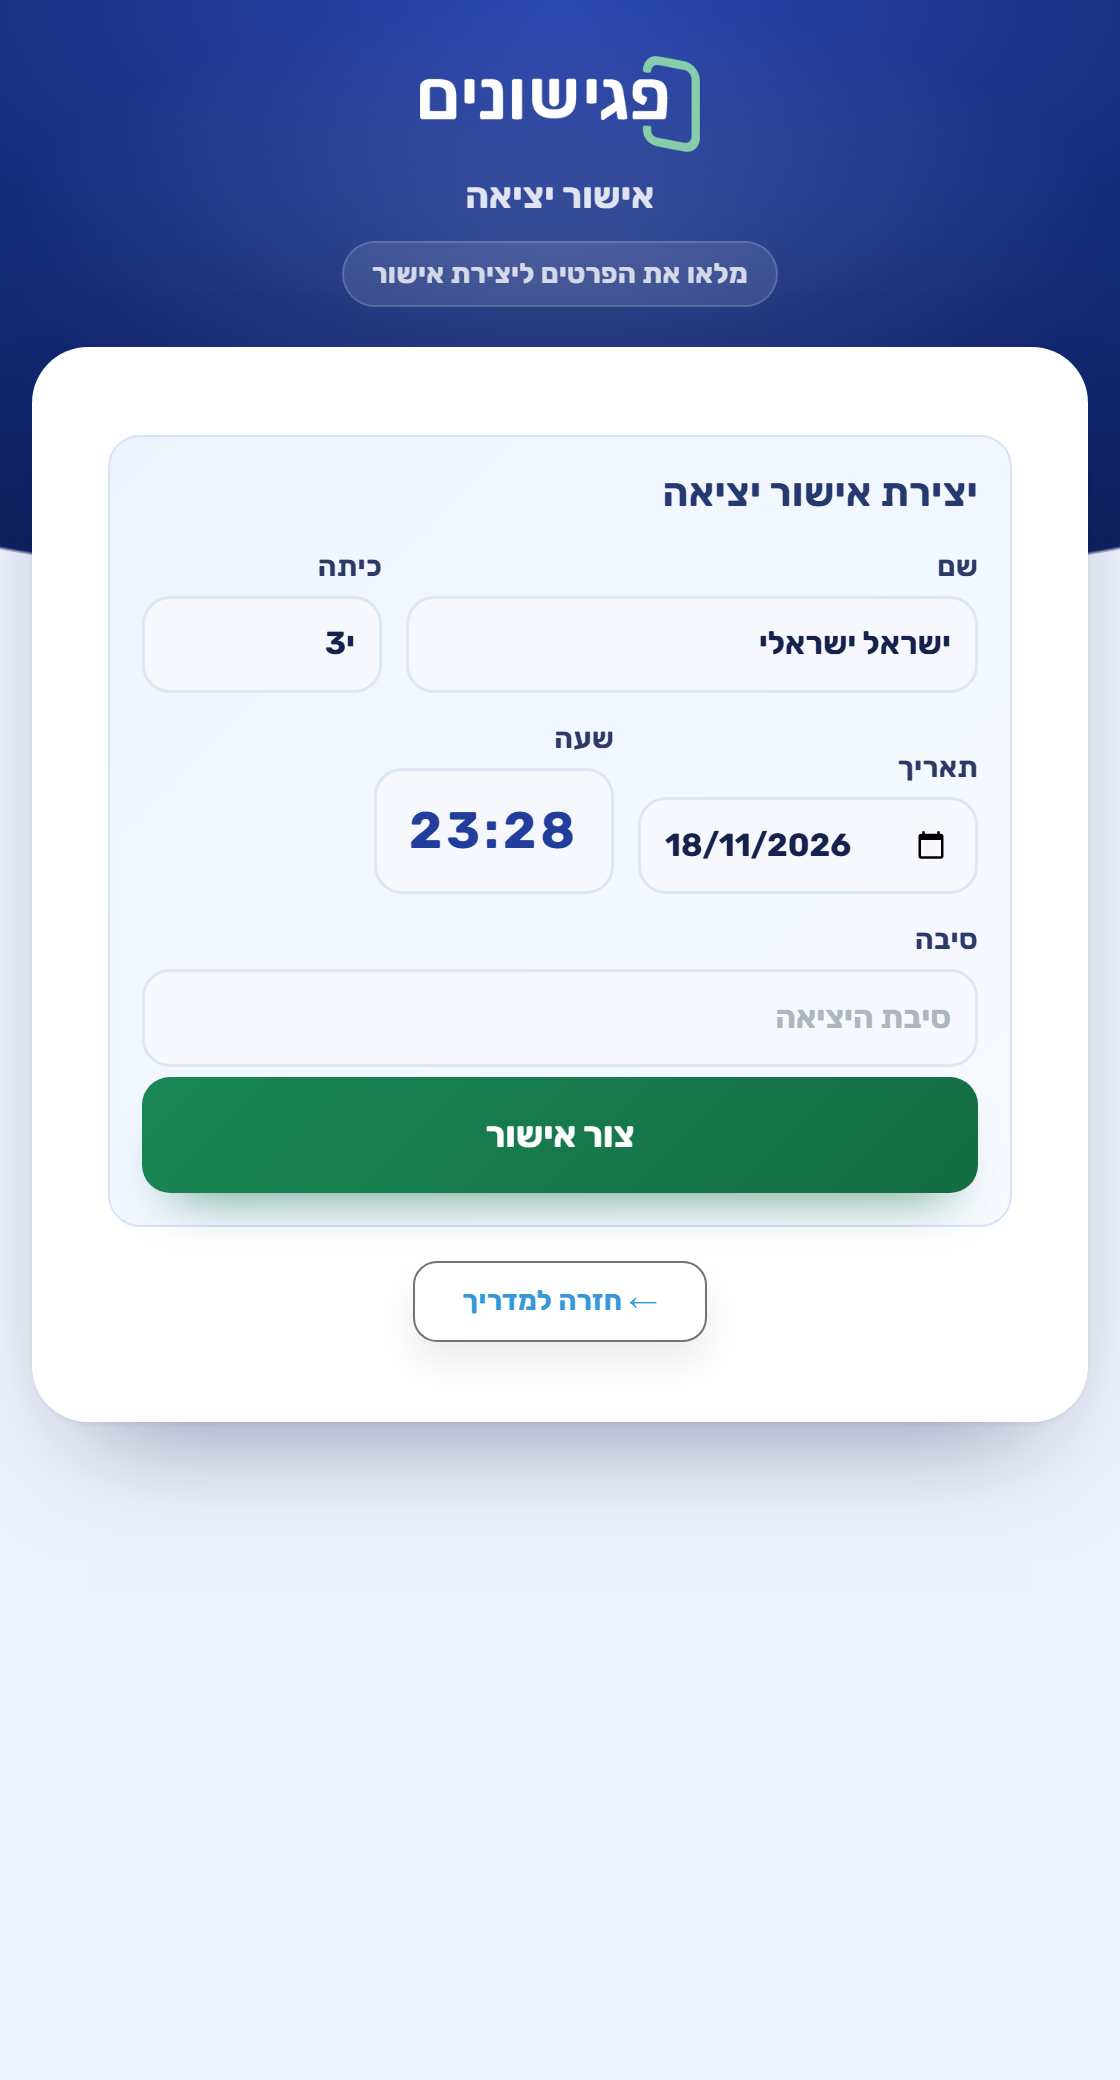 פגישונים
אישור יציאה
מלאו את הפרטים ליצירת אישור
יצירת אישור יציאה
שם
כיתה
ישראל ישראלי
י3
תאריך
שעה
18/11/2026
23:28
סיבה
סיבת היציאה
צור אישור
← חזרה למדריך